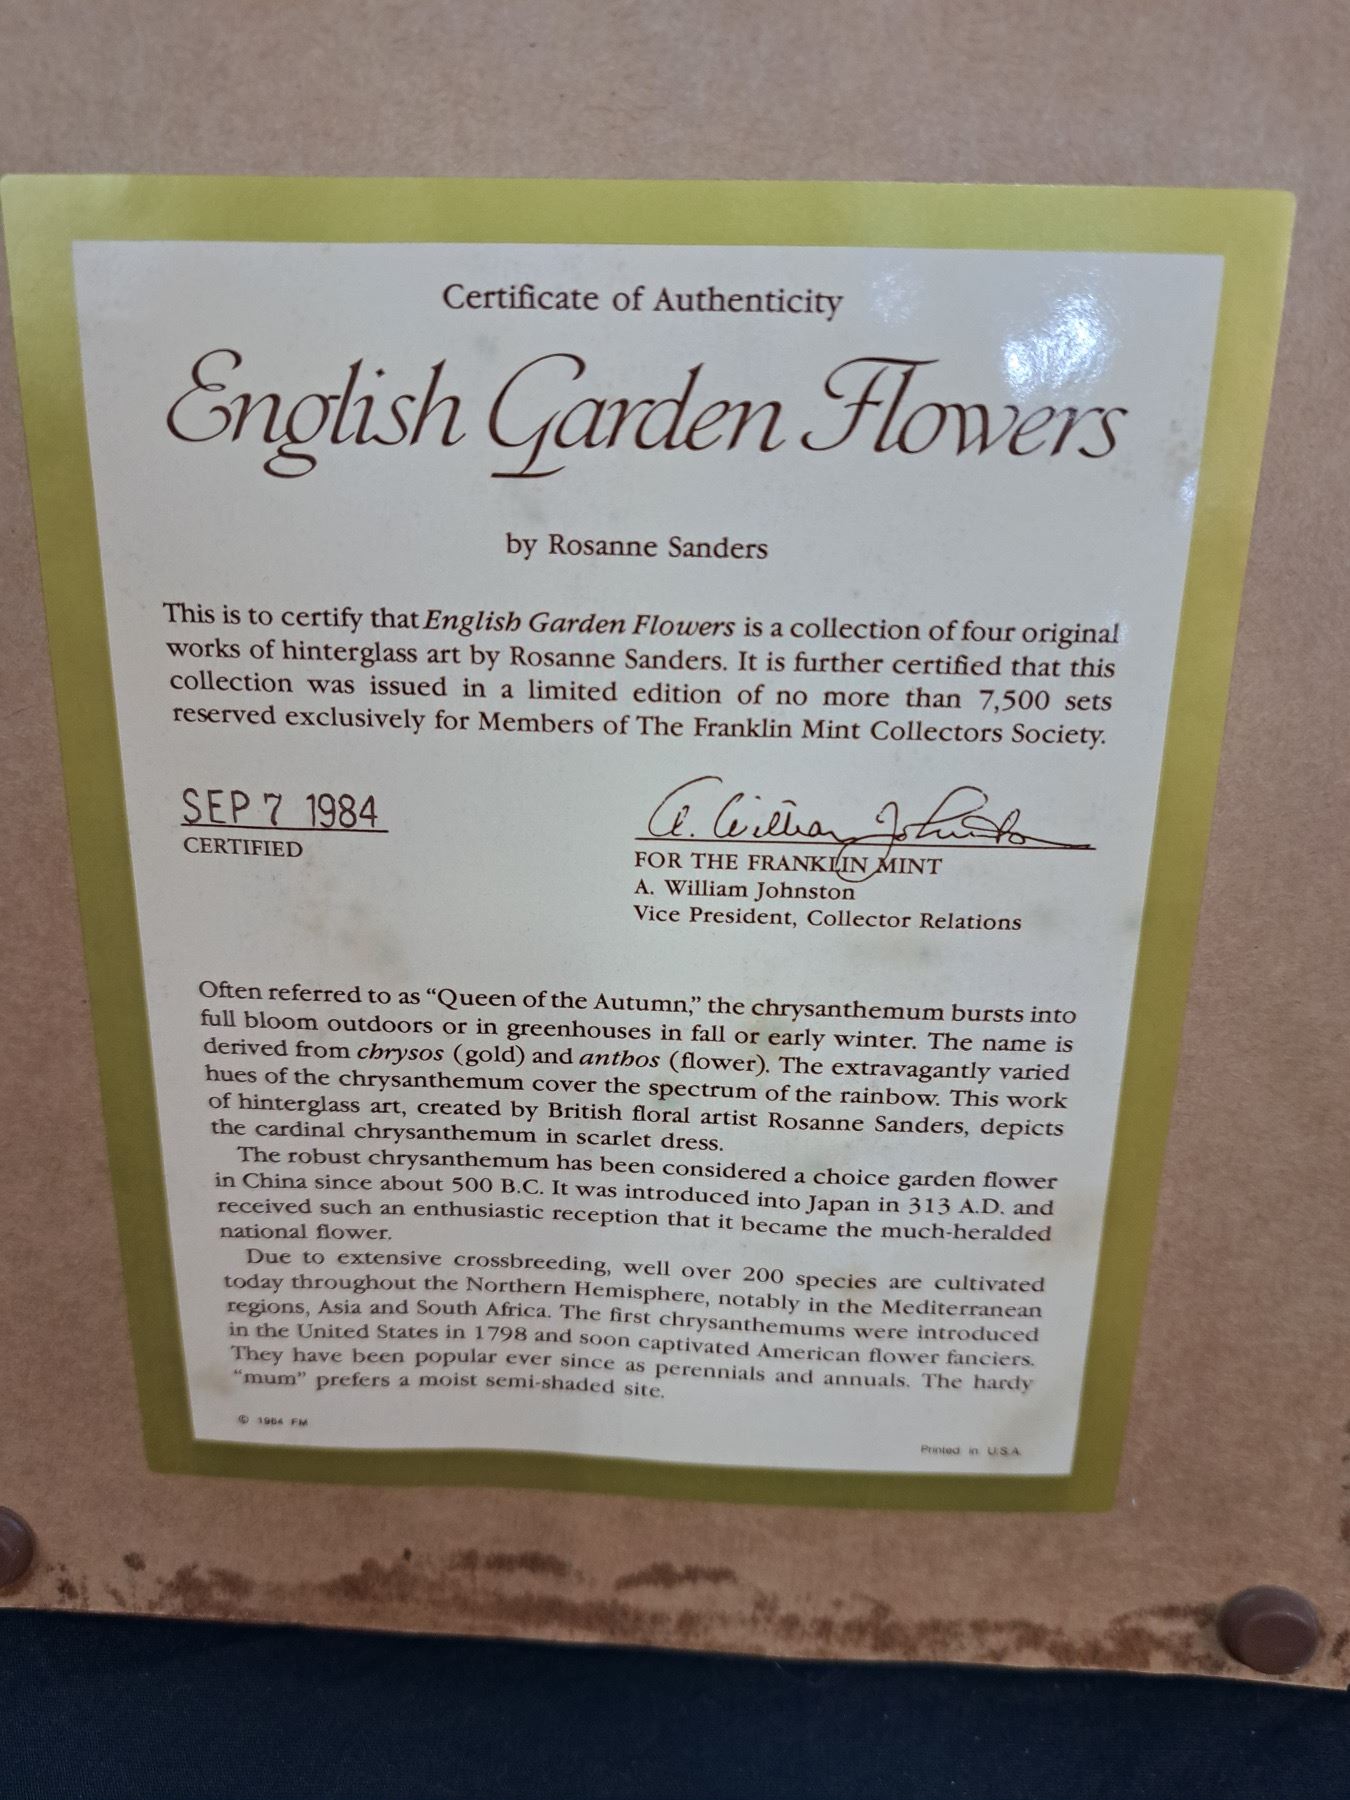 Certificate of Authenticity
English Garden Flowers
by Rosanne Sanders
This is to certify that English Garden Flowers is a collection of four original
works of hinterglass art by Rosanne Sanders. It is further certified that this
collection was issued in a limited edition of no more than 7,500 sets
reserved exclusively for Members of The Franklin Mint Collectors Society.
SEP 7 1984
CERTIFIED
A. William Johnston
FOR THE FRANKLIN MINT
A. William Johnston
Vice President, Collector Relations
Often referred to as “Queen of the Autumn,” the chrysanthemum bursts into
full bloom outdoors or in greenhouses in fall or early winter. The name is
derived from chrysos (gold) and anthos (flower). The extravagantly varied
hues of the chrysanthemum cover the spectrum of the rainbow. This work
of hinterglass art, created by British floral artist Rosanne Sanders, depicts
the cardinal chrysanthemum in scarlet dress.
The robust chrysanthemum has been considered a choice garden flower
in China since about 500 B.C. It was introduced into Japan in 313 A.D. and
received such an enthusiastic reception that it became the much-heralded
national flower.
Due to extensive crossbreeding, well over 200 species are cultivated
today throughout the Northern Hemisphere, notably in the Mediterranean
regions, Asia and South Africa. The first chrysanthemums were introduced
in the United States in 1798 and soon captivated American flower fanciers.
They have been popular ever since as perennials and annuals. The hardy
“mum” prefers a moist semi-shaded site.
© 1984 FM
Printed in U.S.A.